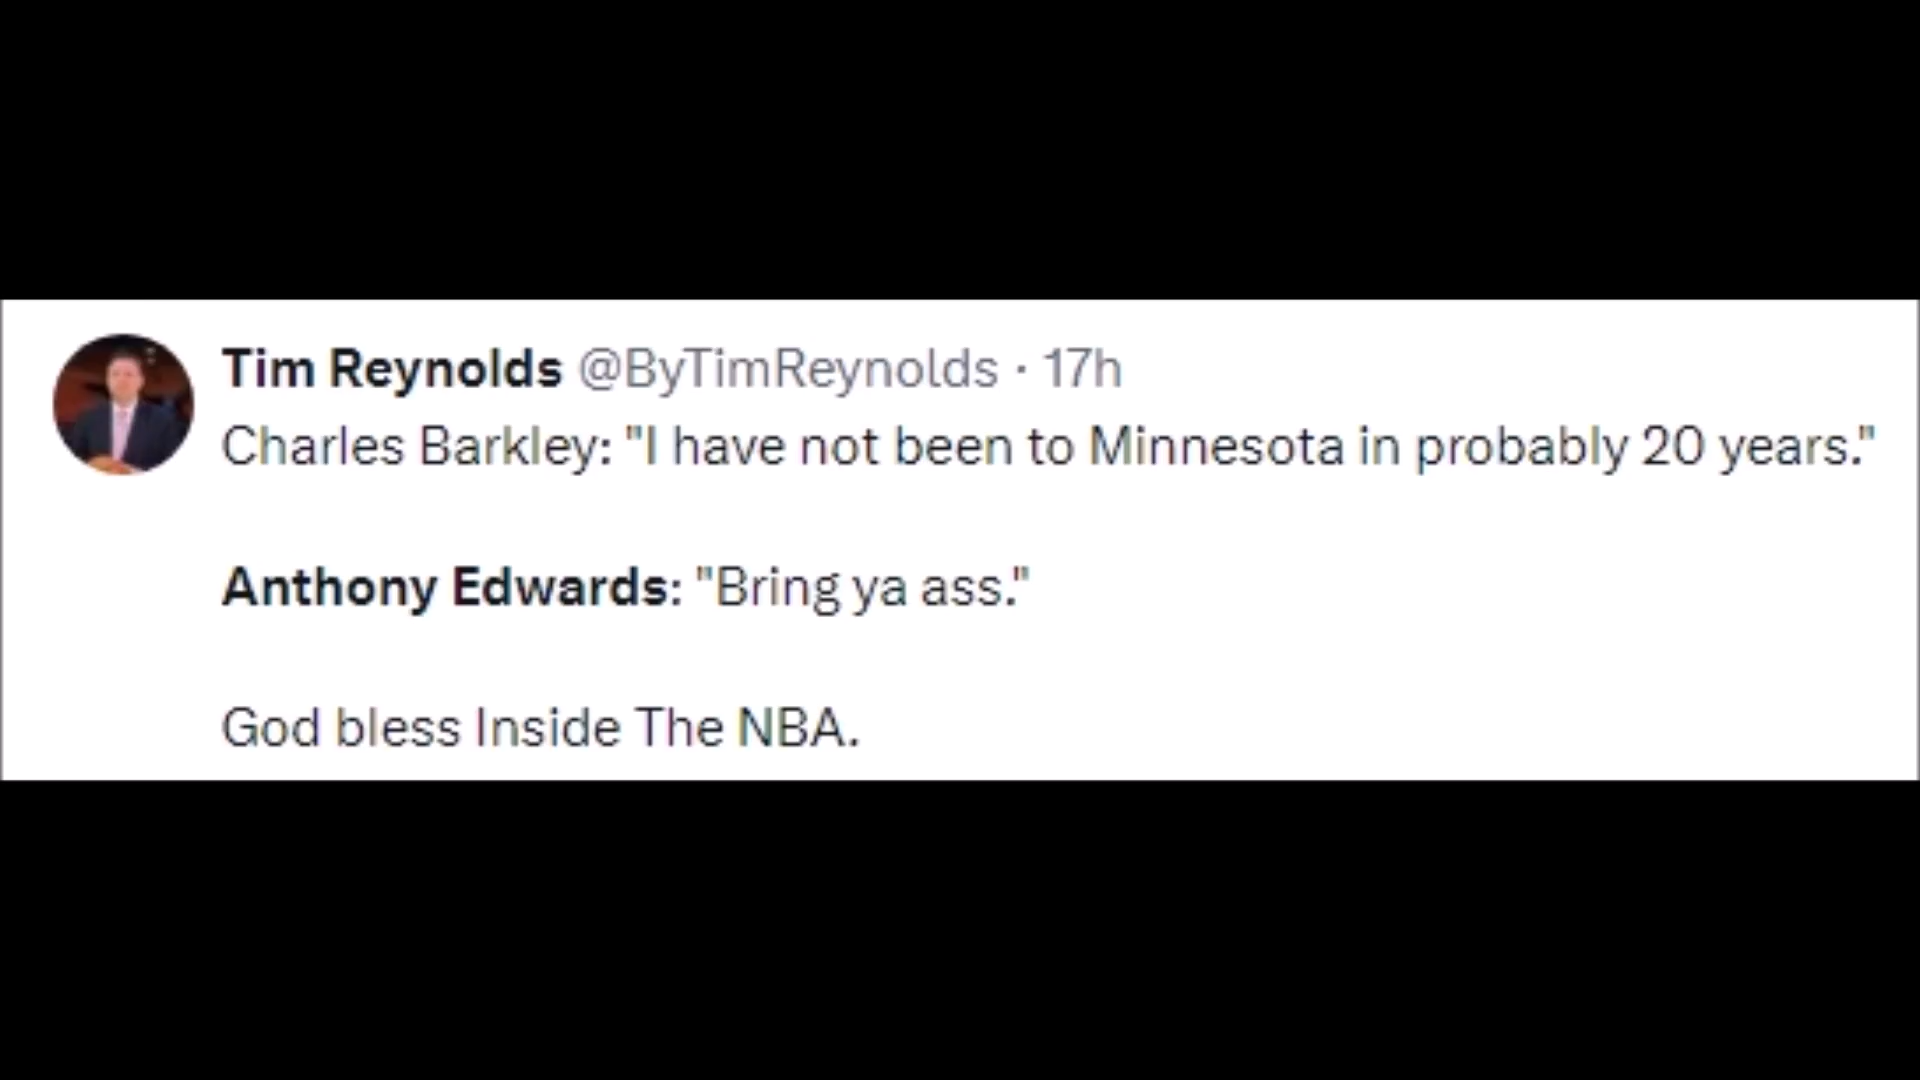 Tim Reynolds @ByTimReynolds · 17h
Charles Barkley: "I have not been to Minnesota in probably 20 years."
Anthony Edwards: "Bring ya ass."
God bless Inside The NBA.